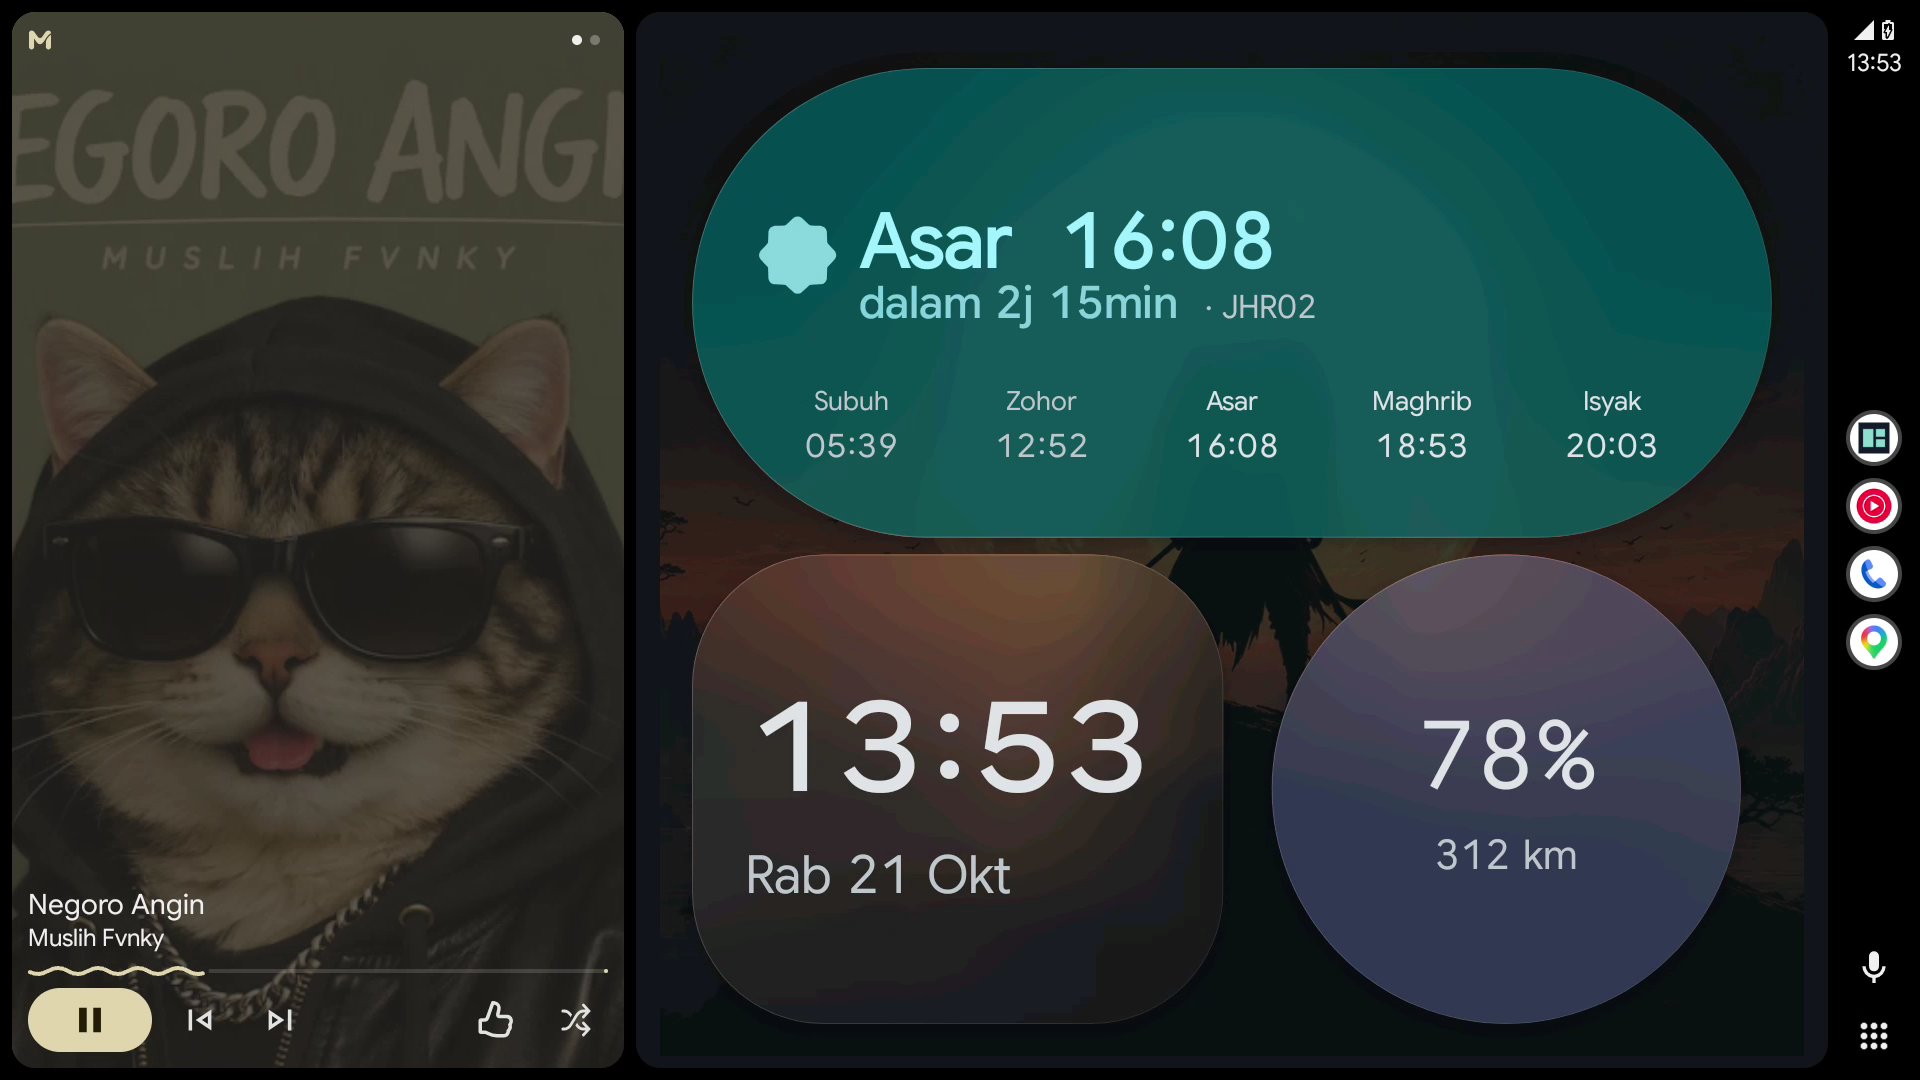 EGORO ANGI
MUSLIH FVNKY
Negoro Angin
Muslih Fvnky
Asar 16:08
dalam 2j 15min · JHR02
Subuh Zohor Asar Maghrib Isyak
05:39 12:52 16:08 18:53 20:03
13:53
Rab 21 Okt
78%
312 km
13:53